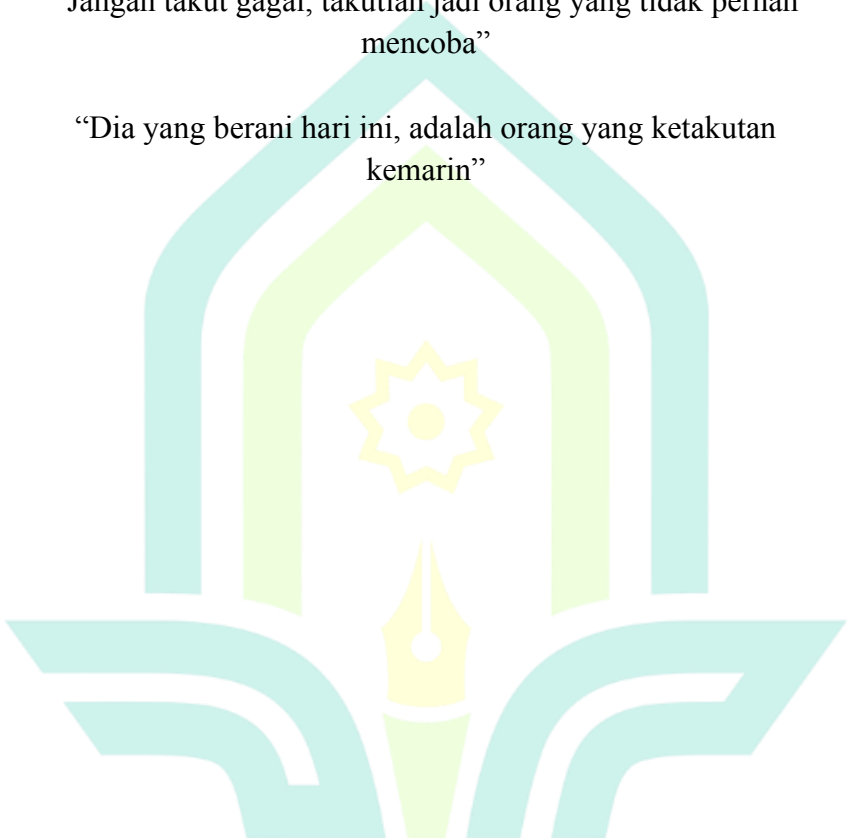 Jangan takut gagal, takutlah jadi orang yang tidak pernah
mencoba”
“Dia yang berani hari ini, adalah orang yang ketakutan
kemarin”